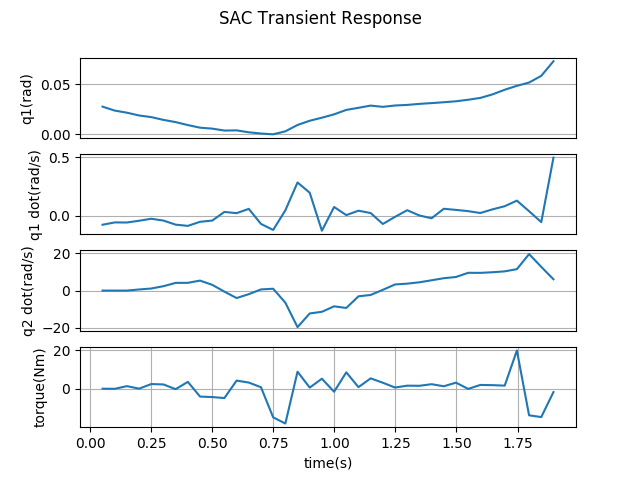 SAC Transient Response
q1(rad)
0.05
0.00
q1 dot(rad/s)
0.5
0.0
q2 dot(rad/s)
20
0
−20
torque(Nm)
20
0
0.00 0.25 0.50 0.75 1.00 1.25 1.50 1.75
time(s)